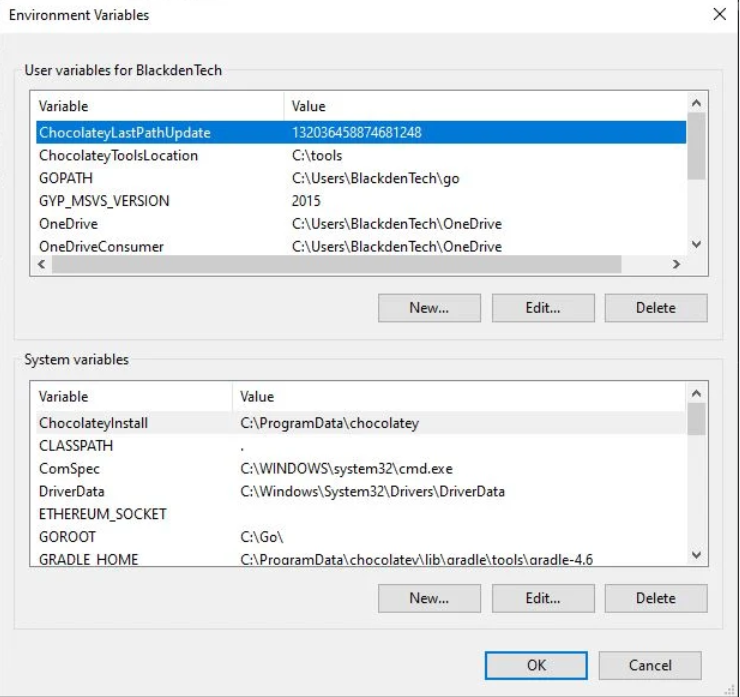 Environment Variables
User variables for BlackdenTech
Variable Value
ChocolateyLastPathUpdate 132036458874681248
ChocolateyToolsLocation C:\tools
GOPATH C:\Users\BlackdenTech\go
GYP_MSVS_VERSION 2015
OneDrive C:\Users\BlackdenTech\OneDrive
OneDriveConsumer C:\Users\BlackdenTech\OneDrive
New... Edit... Delete
System variables
Variable Value
ChocolateyInstall C:\ProgramData\chocolatey
CLASSPATH .
ComSpec C:\WINDOWS\system32\cmd.exe
DriverData C:\Windows\System32\Drivers\DriverData
ETHEREUM_SOCKET
GOROOT C:\Go\
GRADLE_HOME C:\ProgramData\chocolatey\lib\gradle\tools\gradle-4.6
New... Edit... Delete
OK Cancel